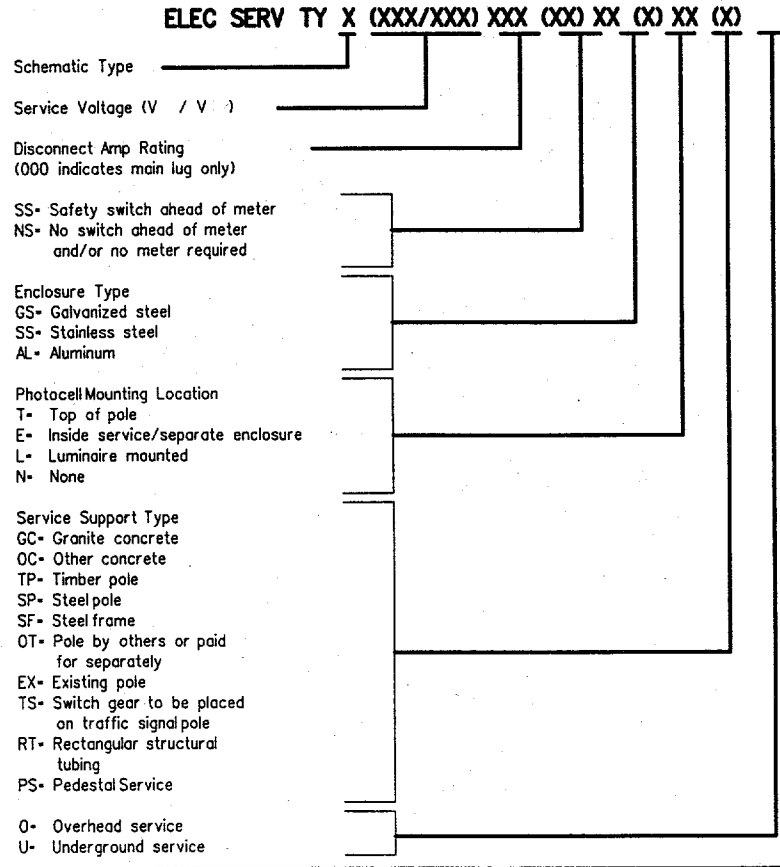 ELEC SERV TY X (XXX/XXX) XXX (XX) XX (X) XX (X)
Schematic Type
Service Voltage (V / V )
Disconnect Amp Rating
(000 indicates main lug only)
SS- Safety switch ahead of meter
NS- No switch ahead of meter
and/or no meter required
Enclosure Type
GS- Galvanized steel
SS- Stainless steel
AL- Aluminum
Photocell Mounting Location
T- Top of pole
E- Inside service/separate enclosure
L- Luminaire mounted
N- None
Service Support Type
GC- Granite concrete
OC- Other concrete
TP- Timber pole
SP- Steel pole
SF- Steel frame
OT- Pole by others or paid
for separately
EX- Existing pole
TS- Switch gear to be placed
on traffic signal pole
RT- Rectangular structural
tubing
PS- Pedestal Service
O- Overhead service
U- Underground service